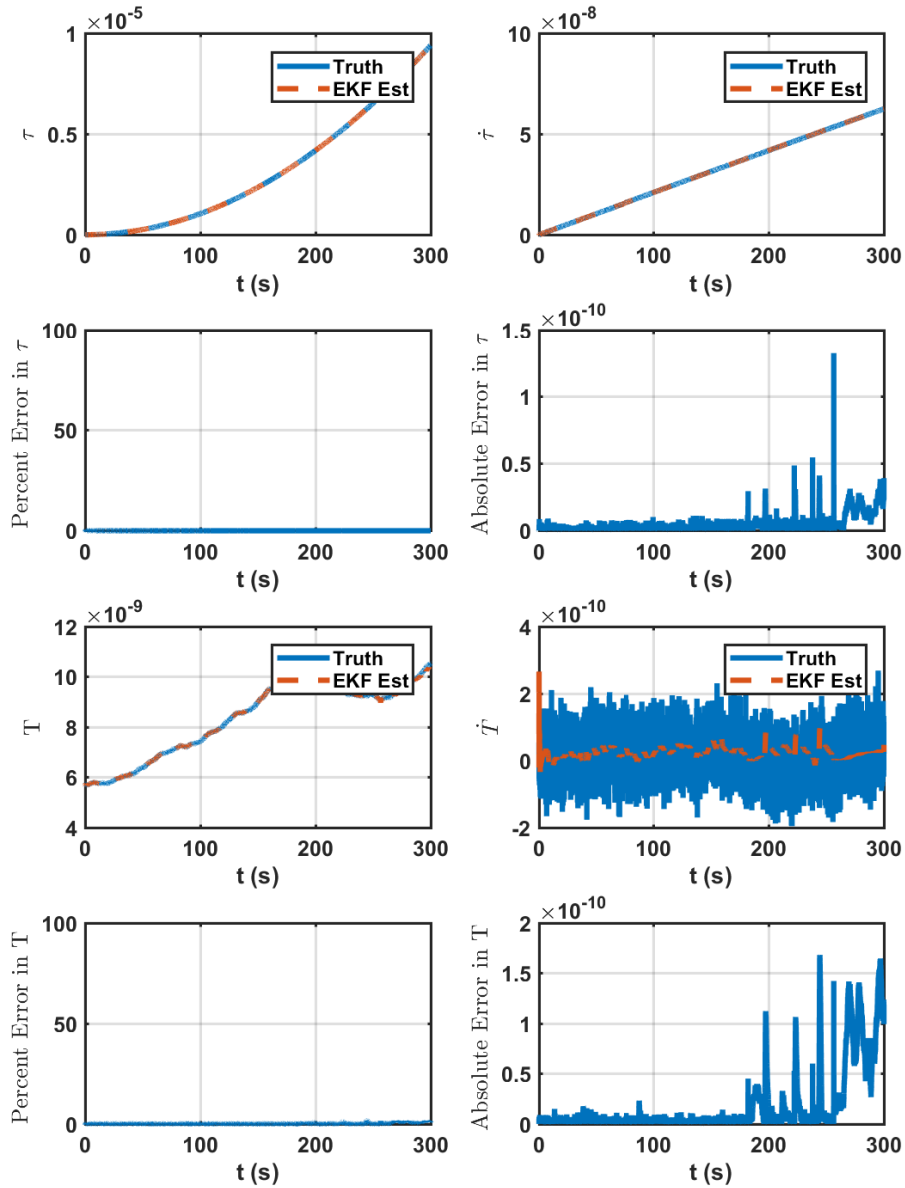 ×10^-5
1
0.5
0
τ
Truth
EKF Est
0 100 200 300
t (s)
×10^-8
10
5
0
τ̇
Truth
EKF Est
0 100 200 300
t (s)
100
50
0
Percent Error in τ
0 100 200 300
t (s)
×10^-10
1.5
1
0.5
0
Absolute Error in τ
0 100 200 300
t (s)
×10^-9
12
10
8
6
4
T
Truth
EKF Est
0 100 200 300
t (s)
×10^-10
4
2
0
-2
Ṫ
Truth
EKF Est
0 100 200 300
t (s)
100
50
0
Percent Error in T
0 100 200 300
t (s)
×10^-10
2
1.5
1
0.5
0
Absolute Error in T
0 100 200 300
t (s)